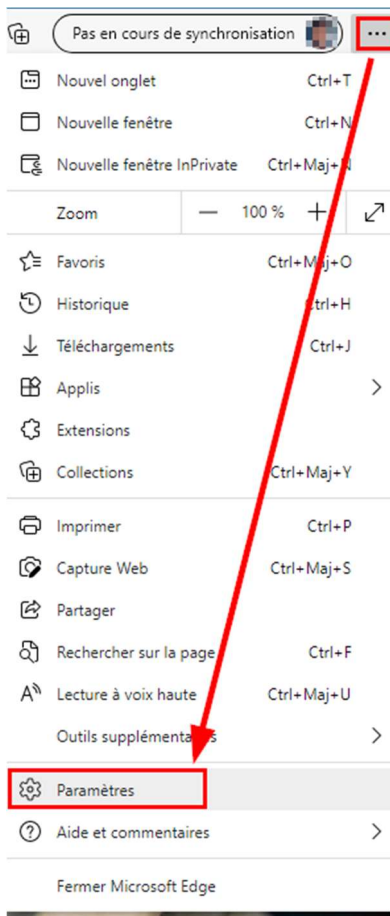 Pas en cours de synchronisation
Nouvel onglet Ctrl+T
Nouvelle fenêtre Ctrl+N
Nouvelle fenêtre InPrivate Ctrl+Maj+N
Zoom — 100 % +
Favoris Ctrl+Maj+O
Historique Ctrl+H
Téléchargements Ctrl+J
Applis
Extensions
Collections Ctrl+Maj+Y
Imprimer Ctrl+P
Capture Web Ctrl+Maj+S
Partager
Rechercher sur la page Ctrl+F
Lecture à voix haute Ctrl+Maj+U
Outils supplémentaires
Paramètres
Aide et commentaires
Fermer Microsoft Edge